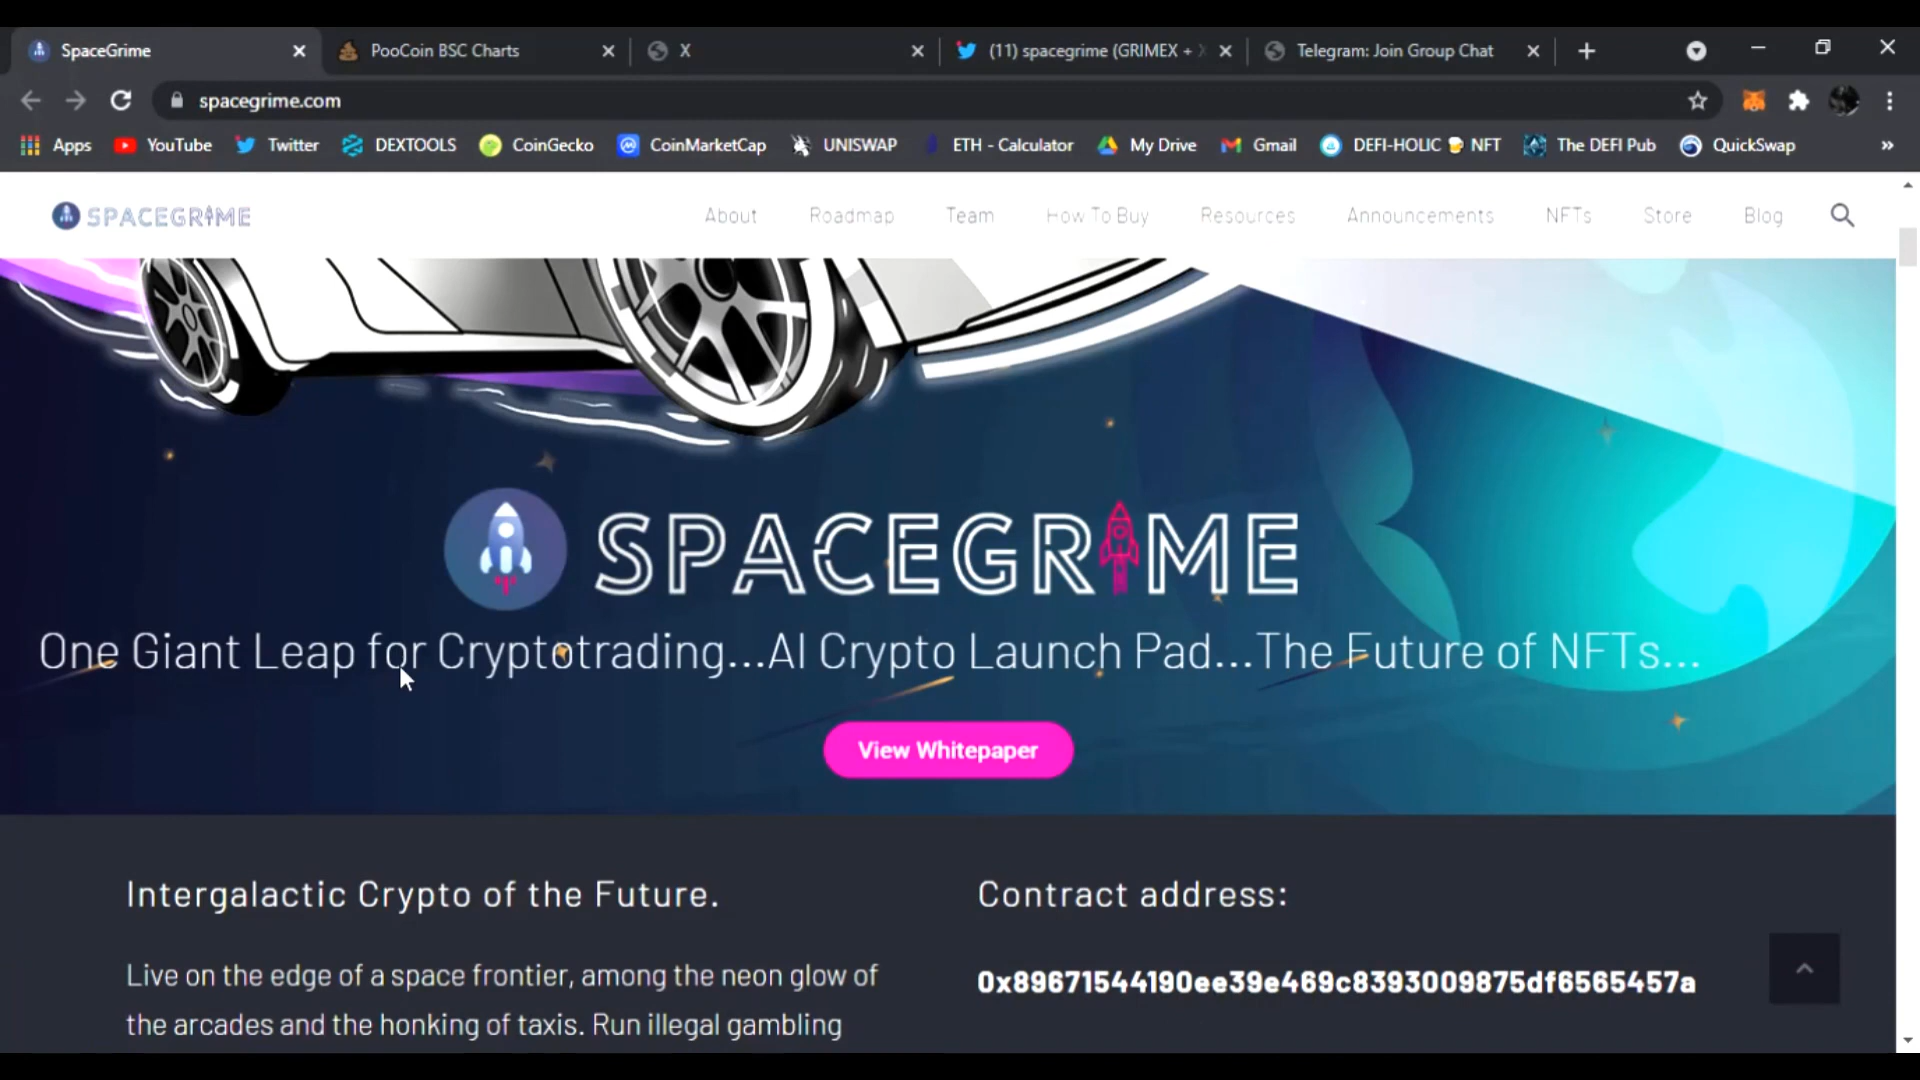 SpaceGrime
PooCoin BSC Charts
X
(11) spacegrime (GRIMEX +
Telegram: Join Group Chat
spacegrime.com
Apps
YouTube
Twitter
DEXTOOLS
CoinGecko
CoinMarketCap
UNISWAP
ETH - Calculator
My Drive
Gmail
DEFI-HOLIC 🍺 NFT
The DEFI Pub
QuickSwap
»
SPACEGRIME
About
Roadmap
Team
How To Buy
Resources
Announcements
NFTs
Store
Blog
SPACEGRIME
One Giant Leap for Cryptotrading...AI Crypto Launch Pad...The Future of NFTs...
View Whitepaper
Intergalactic Crypto of the Future.
Live on the edge of a space frontier, among the neon glow of
the arcades and the honking of taxis. Run illegal gambling
Contract address:
0x89671544190ee39e469c8393009875df6565457a